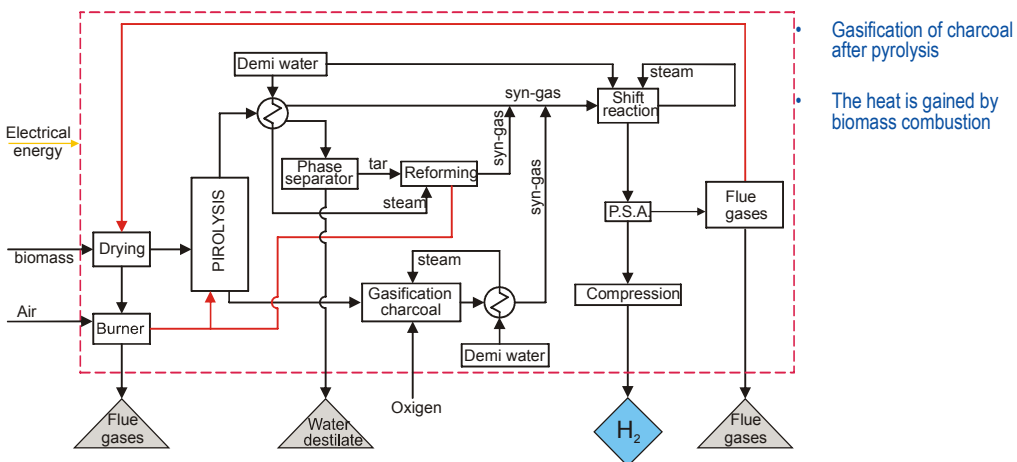 Demi water
steam
Gasification of charcoal
after pyrolysis
syn-gas
Shift
reaction
The heat is gained by
biomass combustion
Electrical
energy
syn-gas
Phase
separator
tar
Reforming
steam
syn-gas
PIROLYSIS
P.S.A.
Flue
gases
biomass
Drying
steam
Gasification
charcoal
Compression
Air
Burner
Demi water
Oxigen
Flue
gases
Water
destilate
H₂
Flue
gases